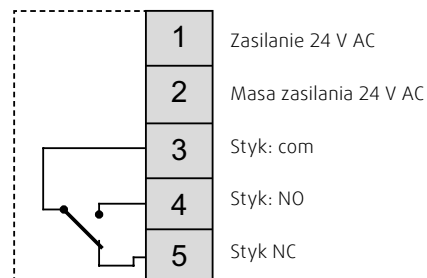 1 Zasilanie 24 V AC
2 Masa zasilania 24 V AC
3 Styk: com
4 Styk: NO
5 Styk NC